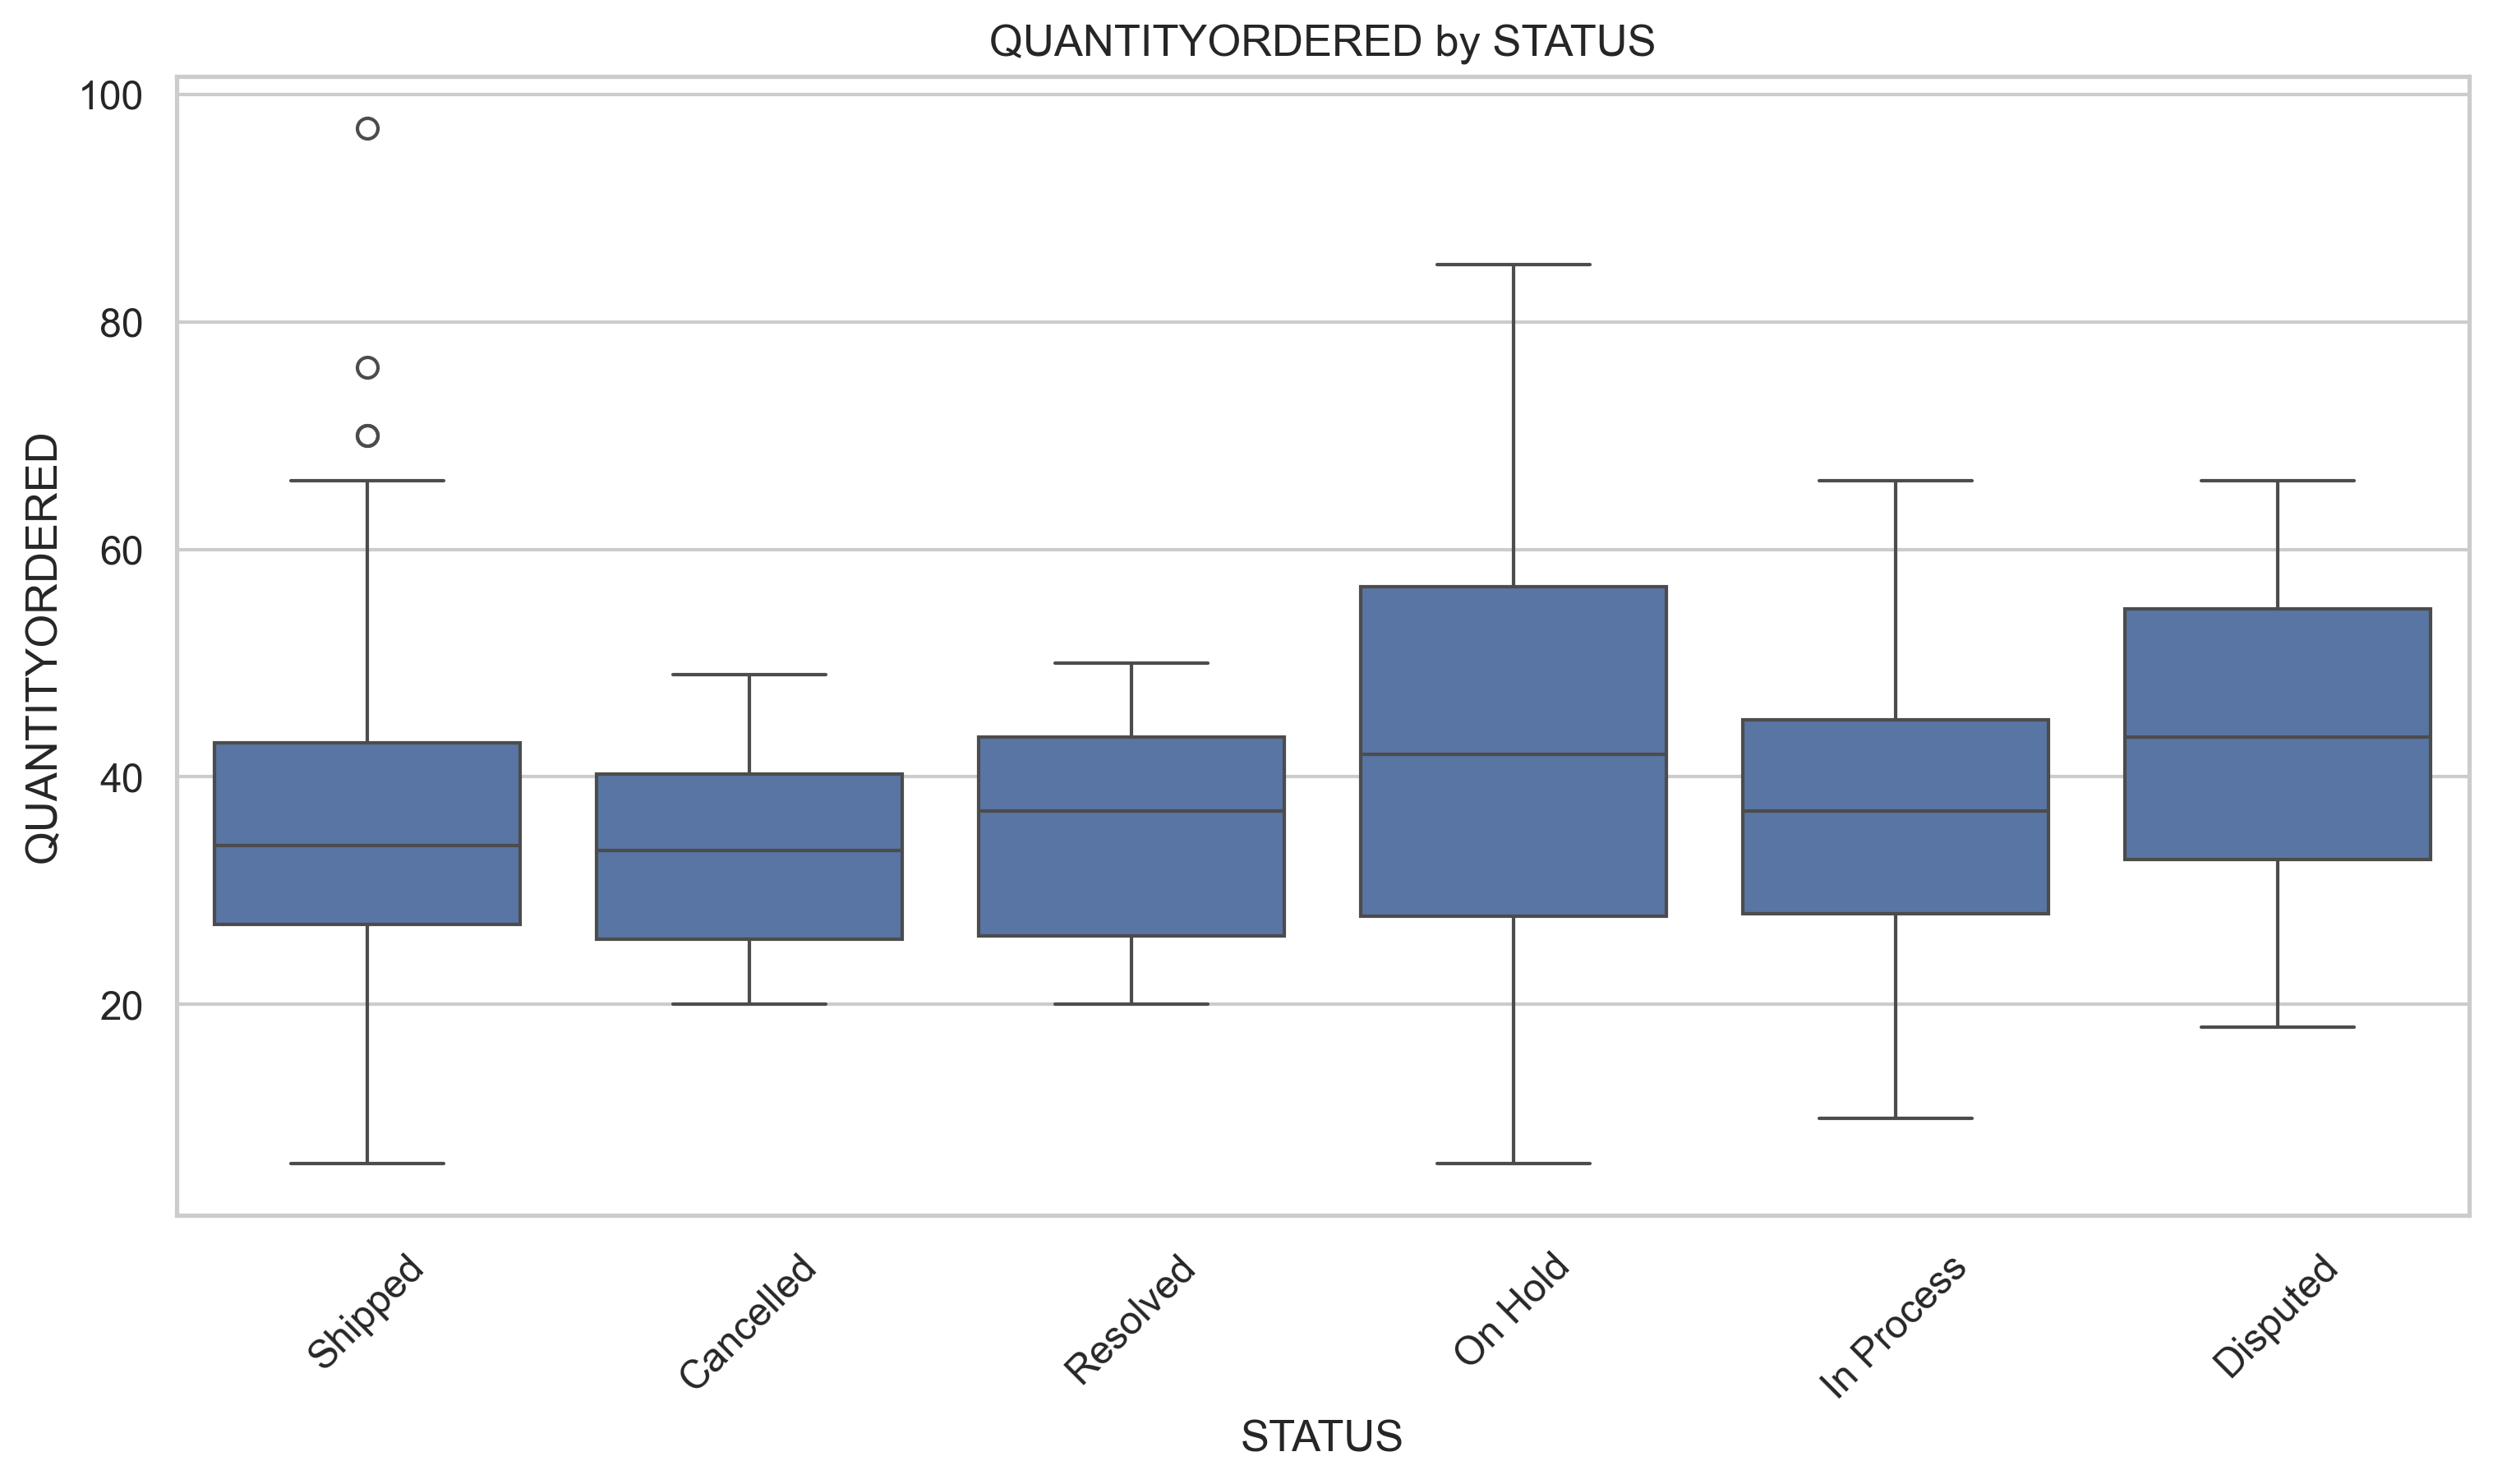 QUANTITYORDERED by STATUS
QUANTITYORDERED
100
80
60
40
20
Shipped
Cancelled
Resolved
On Hold
In Process
Disputed
STATUS